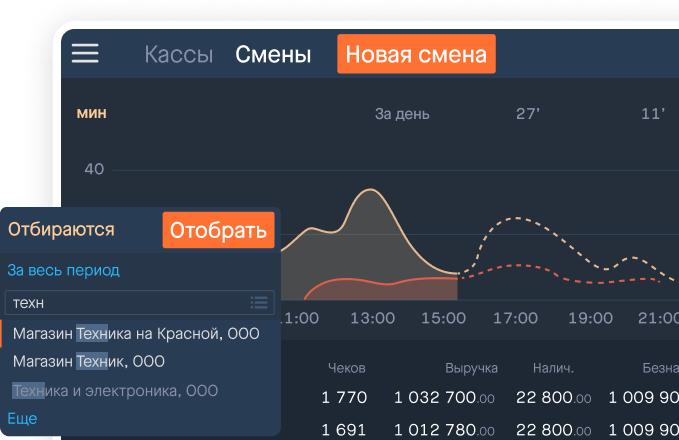 Кассы Смены Новая смена
мин За день 27' 11'
40
Отбираются Отобрать
За весь период
техн
Магазин Техника на Красной, ООО
Магазин Техник, ООО
Техника и электроника, ООО
Еще
:00 13:00 15:00 17:00 19:00 21:00
Чеков Выручка Налич. Безна
1 770 1 032 700.00 22 800.00 1 009 90
1 691 1 012 780.00 22 800.00 1 009 90